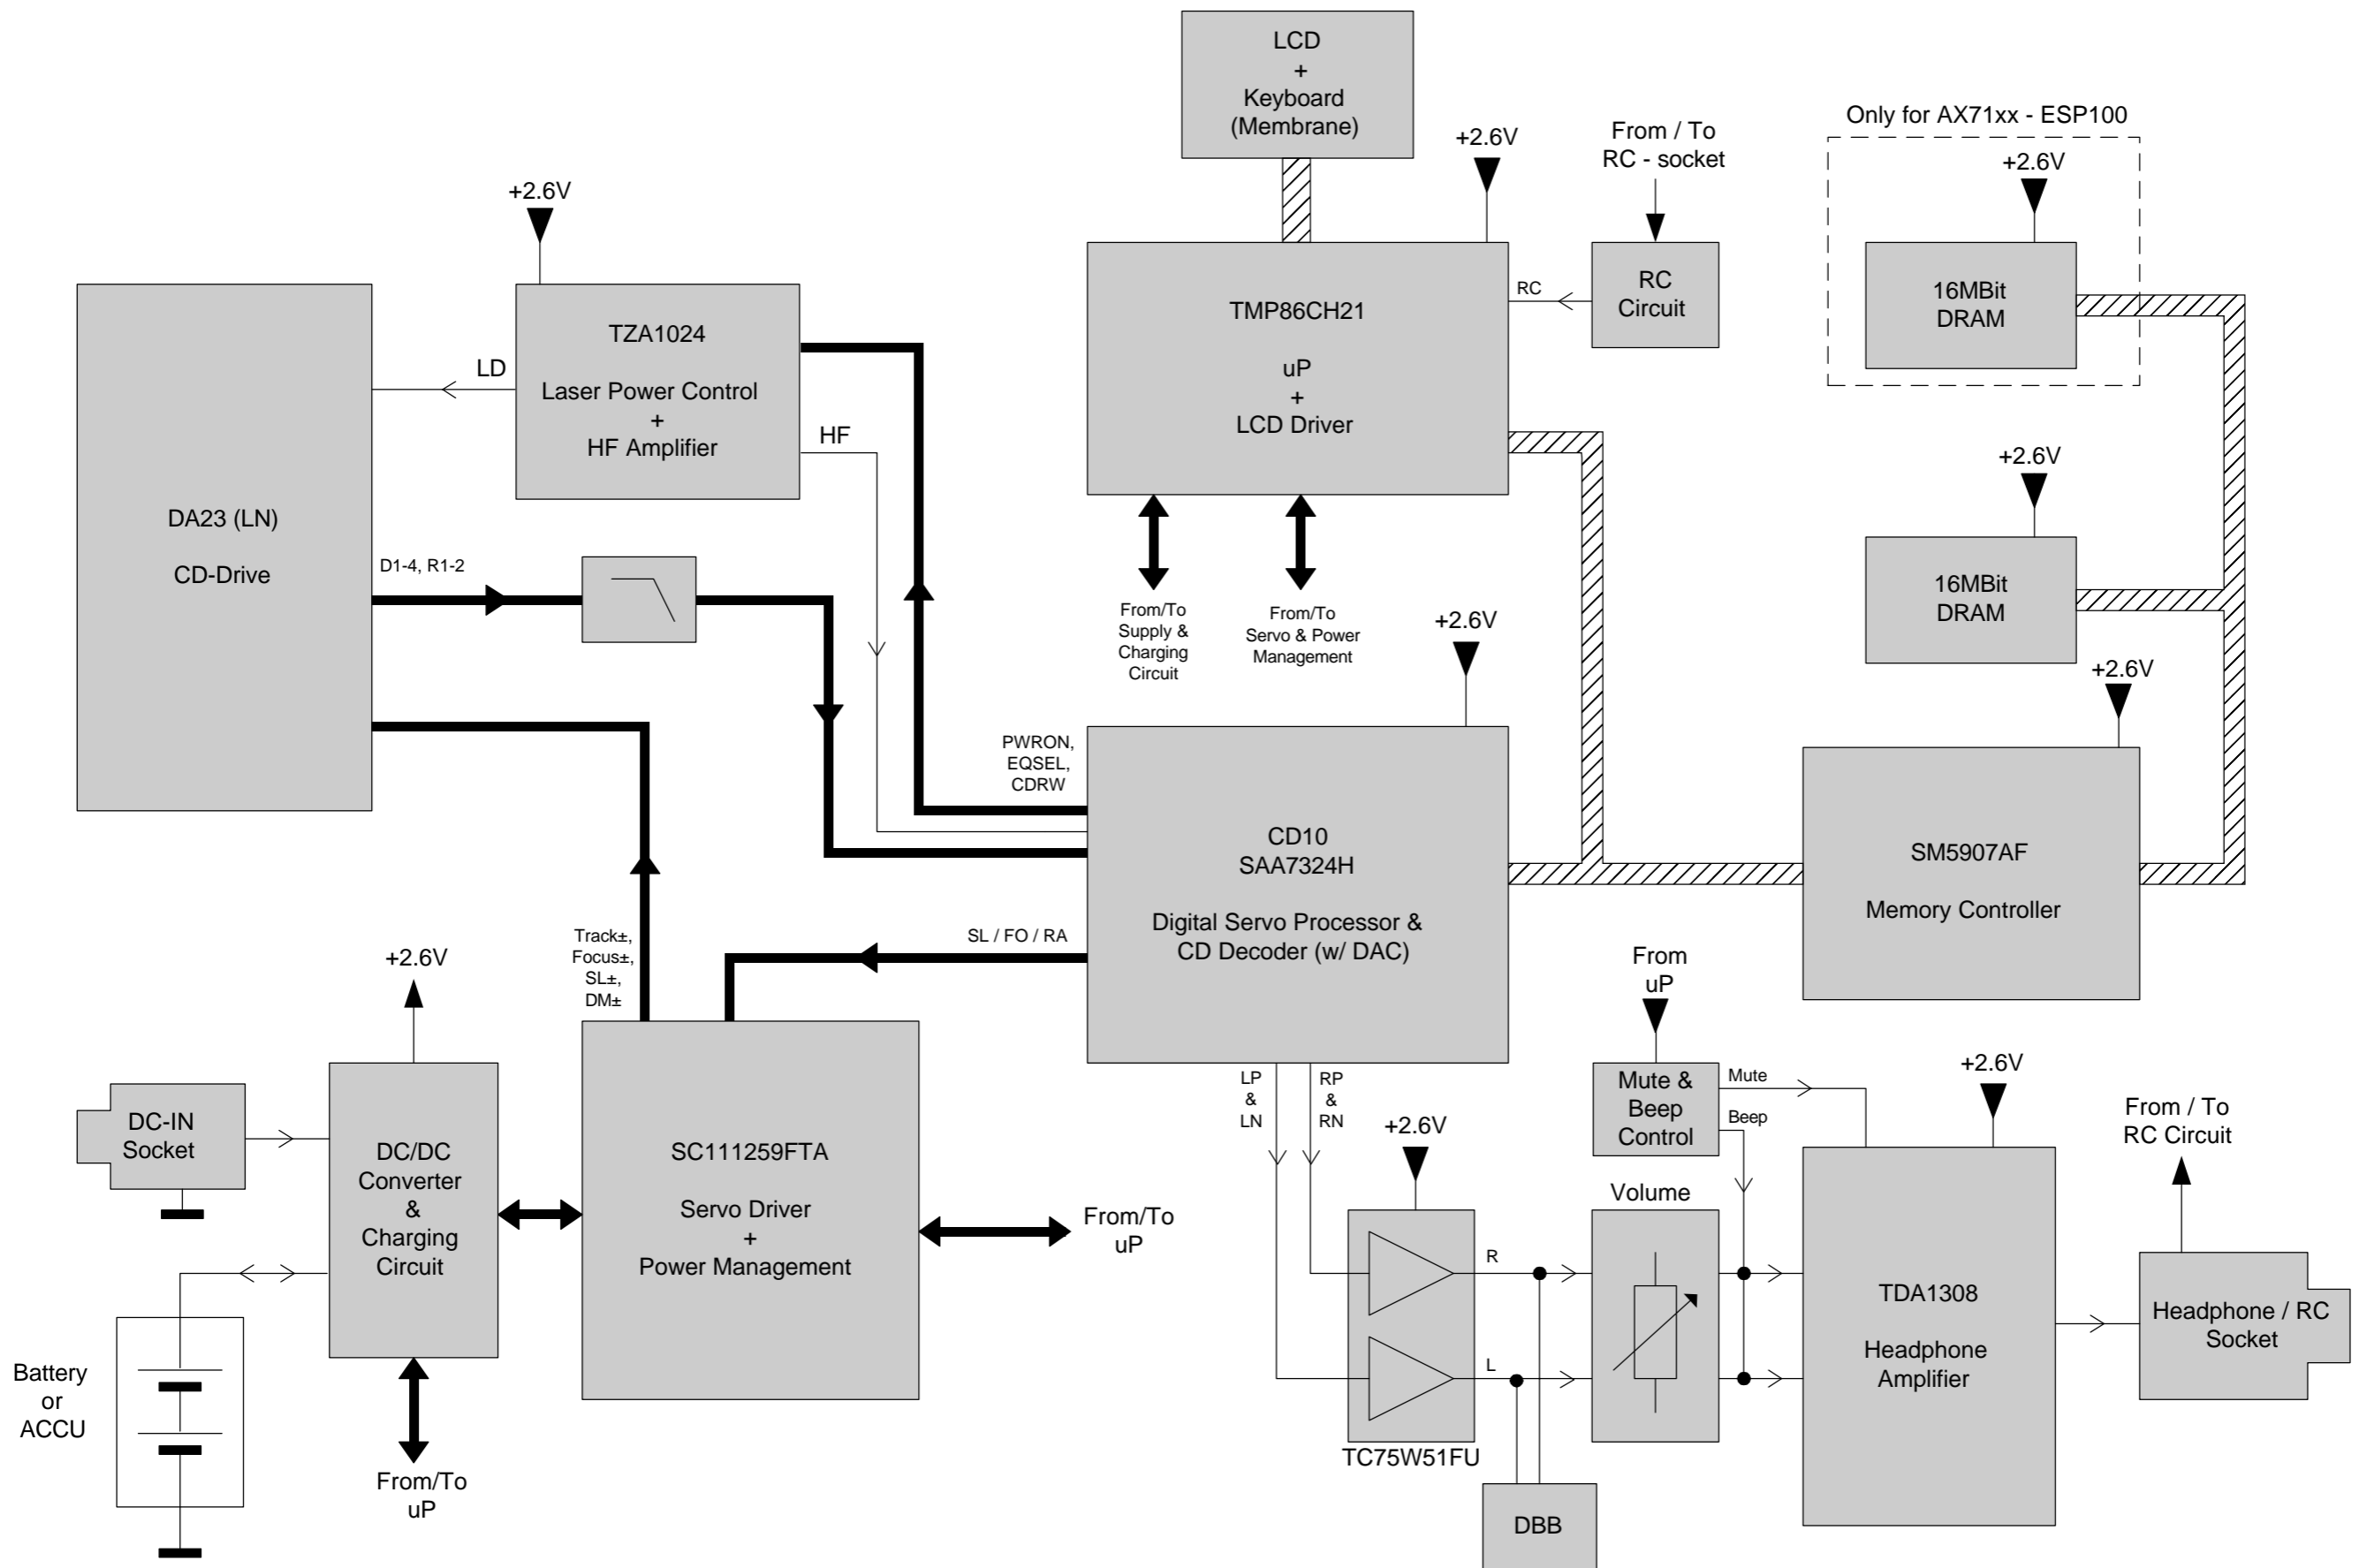 LCD
+
Keyboard
(Membrane)
+2.6V
From / To
RC - socket
Only for AX71xx - ESP100
+2.6V
+2.6V
TZA1024
Laser Power Control
+
HF Amplifier
LD
HF
TMP86CH21
uP
+
LCD Driver
RC
RC
Circuit
16MBit
DRAM
DA23 (LN)
CD-Drive
D1-4, R1-2
From/To
Supply &
Charging
Circuit
From/To
Servo & Power
Management
+2.6V
16MBit
DRAM
+2.6V
+2.6V
PWRON,
EQSEL,
CDRW
CD10
SAA7324H
Digital Servo Processor &
CD Decoder (w/ DAC)
SM5907AF
Memory Controller
SL / FO / RA
Track±,
Focus±,
SL±,
DM±
+2.6V
DC-IN
Socket
DC/DC
Converter
&
Charging
Circuit
SC111259FTA
Servo Driver
+
Power Management
From/To
uP
Battery
or
ACCU
From/To
uP
LP
&
LN
RP
&
RN
+2.6V
R
L
TC75W51FU
DBB
From
uP
Mute &
Beep
Control
Mute
Beep
Volume
+2.6V
TDA1308
Headphone
Amplifier
From / To
RC Circuit
Headphone / RC
Socket